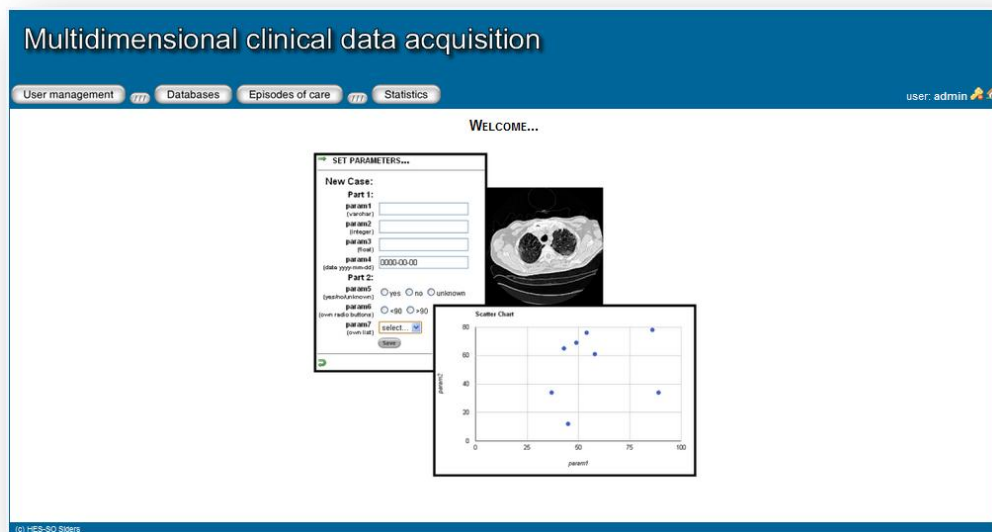 Multidimensional clinical data acquisition
User management ??? Databases Episodes of care ??? Statistics
user: admin
WELCOME...
SET PARAMETERS...
New Case:
Part 1:
param1
(varchar)
param2
(integer)
param3
(float)
param4
(date yyyy-mm-dd)
0000-00-00
Part 2:
param5
(yes/no/unknown)
yes no unknown
param6
(own radio buttons)
<90 >90
param7
(own list)
select...
Save
Scatter Chart
80
60
40
20
0
param2
0 25 50 75 100
param1
(c) HES-SO Siders